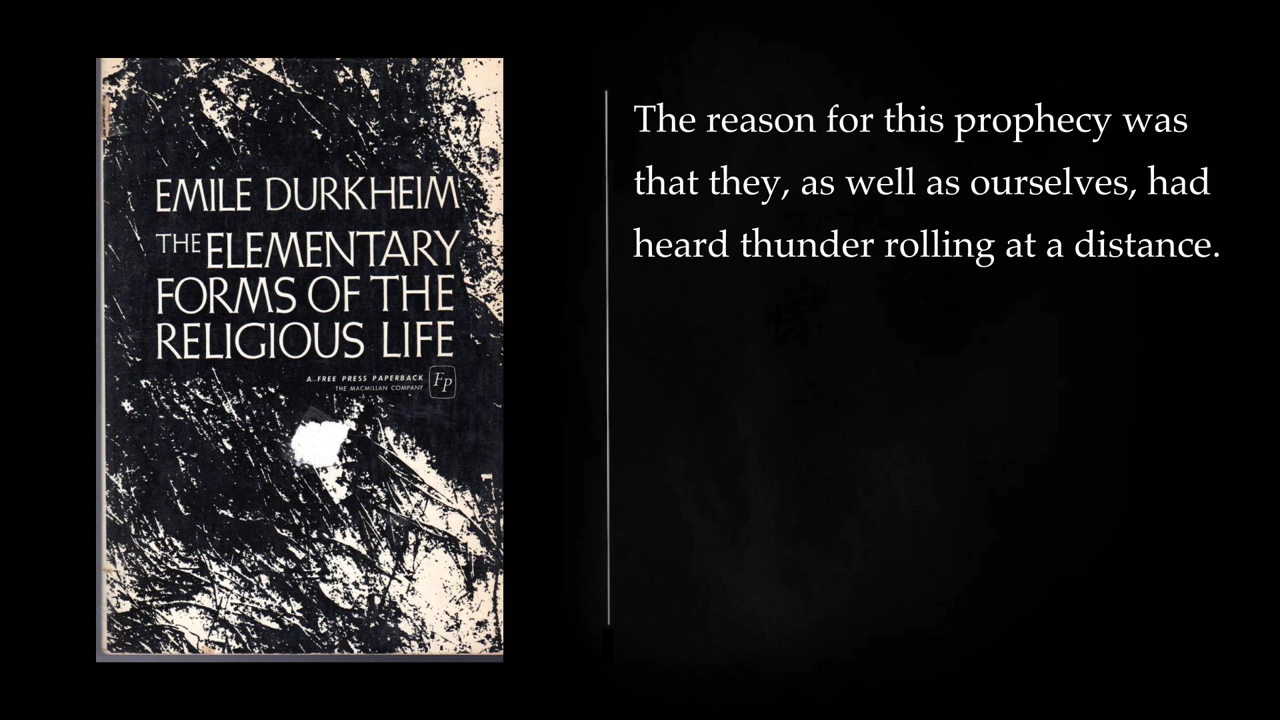 EMILE DURKHEIM
THE ELEMENTARY
FORMS OF THE
RELIGIOUS LIFE
A FREE PRESS PAPERBACK
THE MACMILLAN COMPANY
FP
The reason for this prophecy was
that they, as well as ourselves, had
heard thunder rolling at a distance.